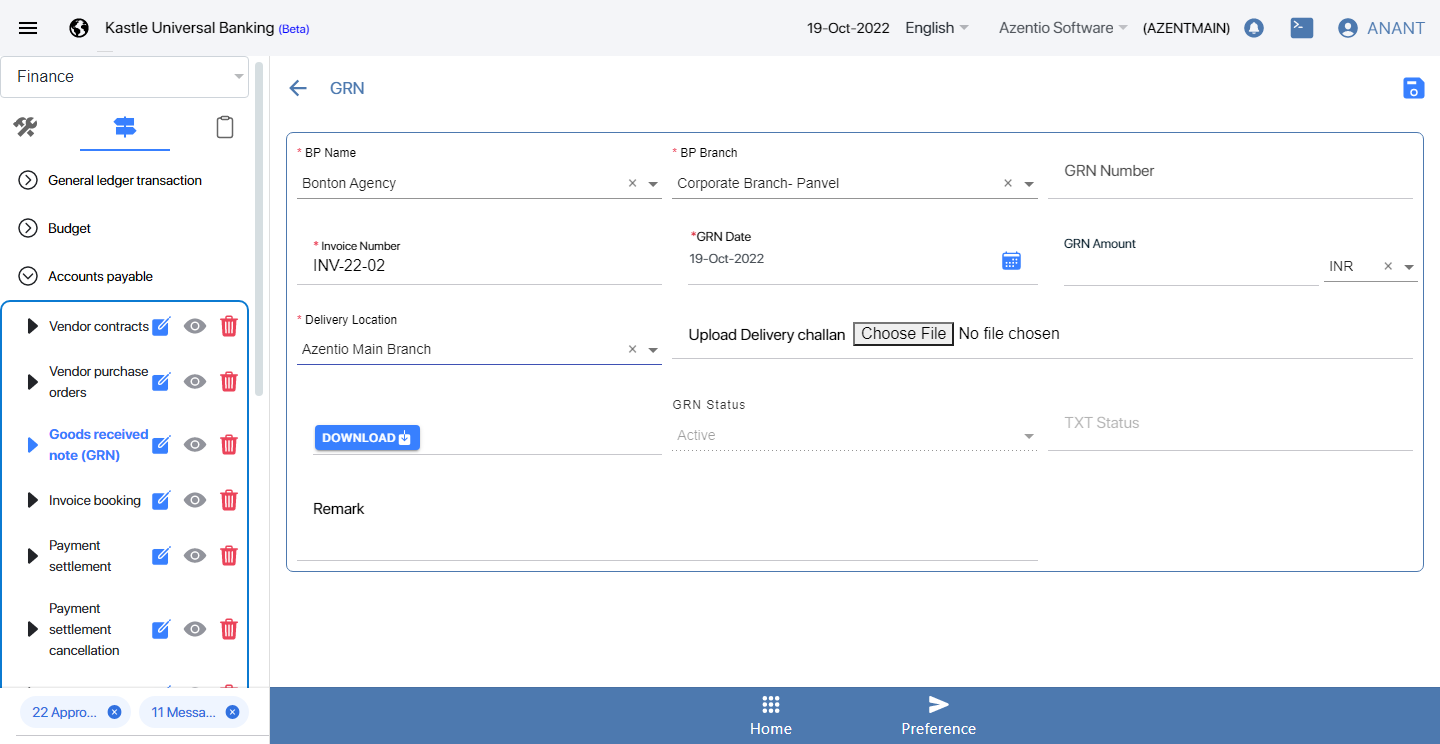 Kastle Universal Banking (Beta)
19-Oct-2022
English
Azentio Software
(AZENTMAIN)
ANANT
Finance
General ledger transaction
Budget
Accounts payable
Vendor contracts
Vendor purchase
orders
Goods received
note (GRN)
Invoice booking
Payment
settlement
Payment
settlement
cancellation
22 Appro...
11 Messa...
GRN
* BP Name
Bonton Agency
* BP Branch
Corporate Branch- Panvel
GRN Number
* Invoice Number
INV-22-02
*GRN Date
19-Oct-2022
GRN Amount
INR
* Delivery Location
Azentio Main Branch
Upload Delivery challan Choose File No file chosen
DOWNLOAD
GRN Status
Active
TXT Status
Remark
Home
Preference